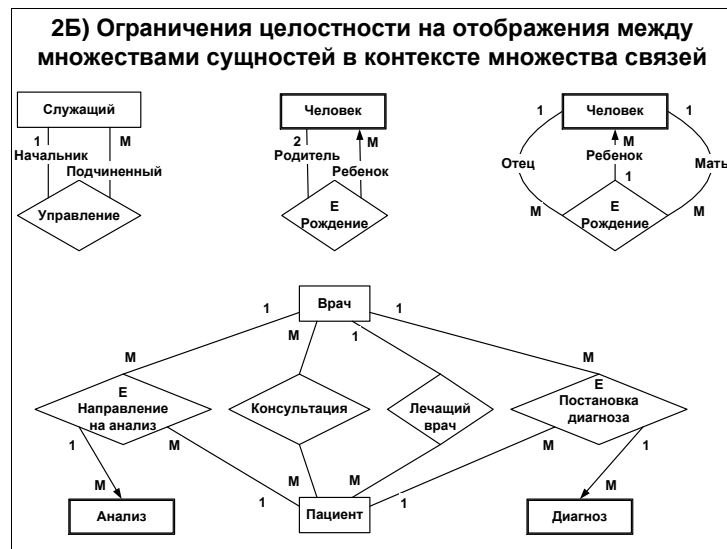 2Б) Ограничения целостности на отображения между
множествами сущностей в контексте множества связей
Служащий
1
М
Начальник
Подчиненный
Управление
Человек
2
М
Родитель
Ребенок
Е
Рождение
1
Человек
1
М
Отец
Ребенок
Мать
1
М
Е
М
Рождение
1
Врач
1
М
1
М
М
Е
Направление
на анализ
Консультация
Лечащий
врач
Е
Постановка
диагноза
1
М
М
1
М
М
М
М
1
1
Анализ
Пациент
Диагноз